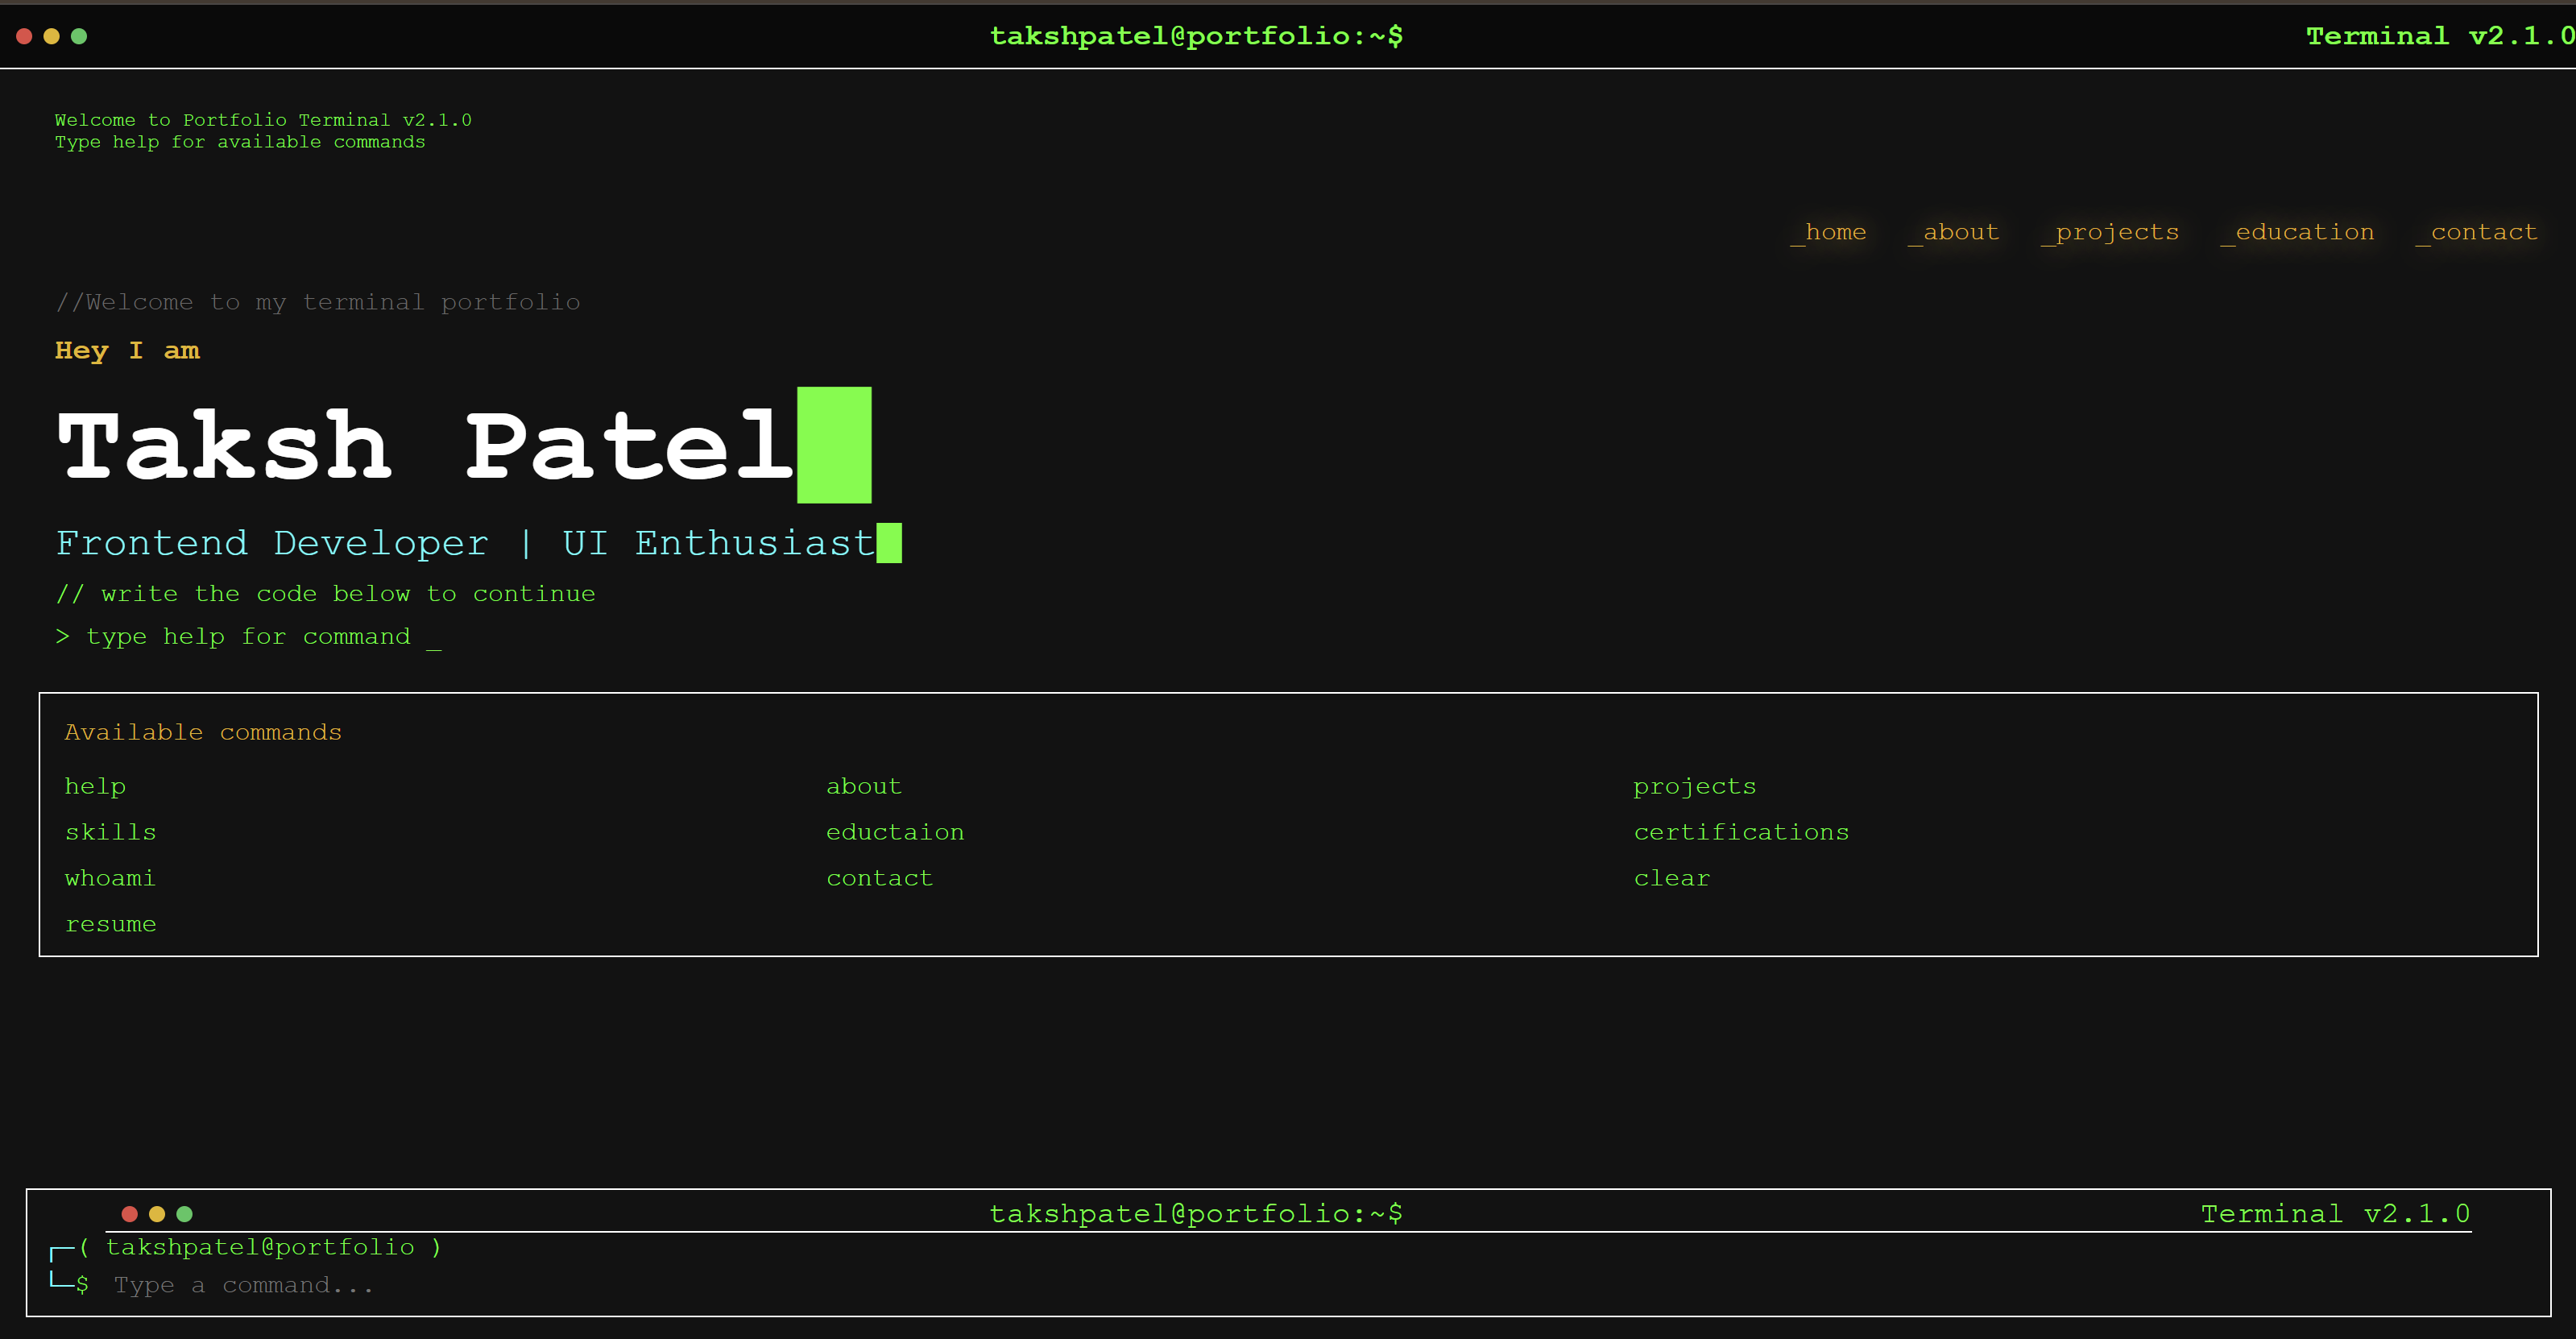 takshpatel@portfolio:~$ Terminal v2.1.0
Welcome to Portfolio Terminal v2.1.0
Type help for available commands
_home _about _projects _education _contact
//Welcome to my terminal portfolio
Hey I am
Taksh Patel
Frontend Developer | UI Enthusiast
// write the code below to continue
> type help for command _
Available commands
help about projects
skills eductaion certifications
whoami contact clear
resume
takshpatel@portfolio:~$ Terminal v2.1.0
┌─( takshpatel@portfolio )
└─$ Type a command...